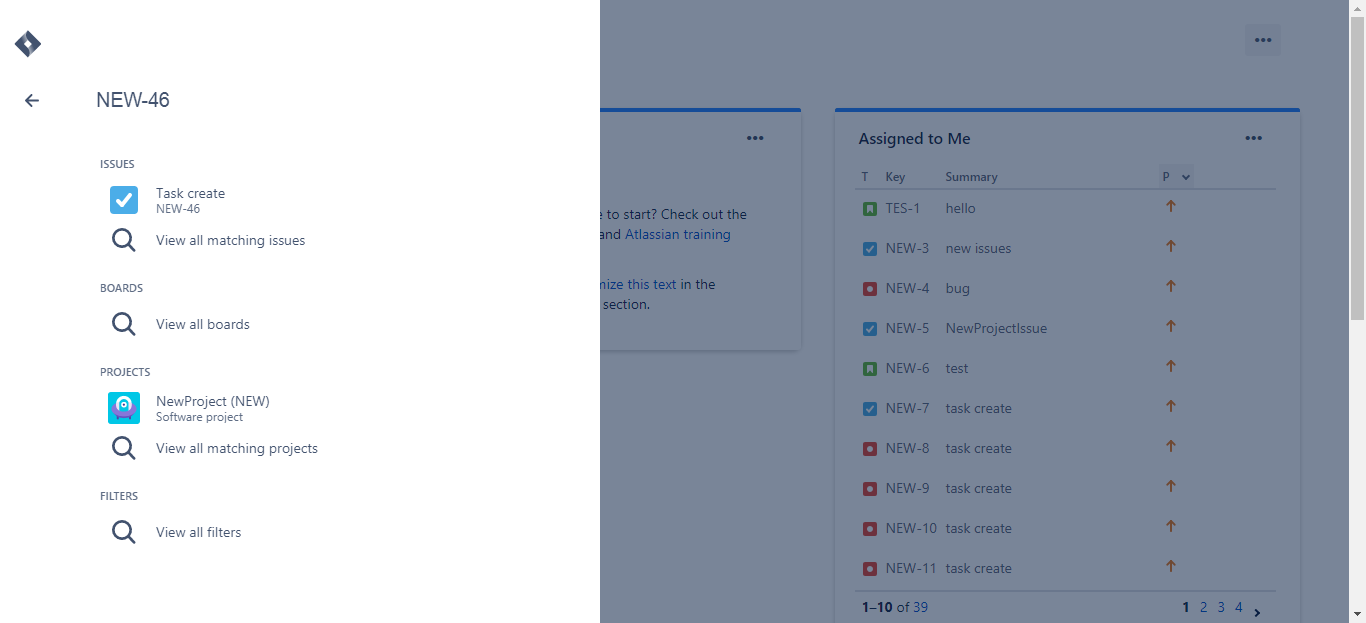 NEW-46
ISSUES
Task create
NEW-46
View all matching issues
BOARDS
View all boards
PROJECTS
NewProject (NEW)
Software project
View all matching projects
FILTERS
View all filters
to start? Check out the
and Atlassian training
this text in the
section.
Assigned to Me
T Key Summary P
TES-1 hello
NEW-3 new issues
NEW-4 bug
NEW-5 NewProjectIssue
NEW-6 test
NEW-7 task create
NEW-8 task create
NEW-9 task create
NEW-10 task create
NEW-11 task create
1–10 of 39 1 2 3 4